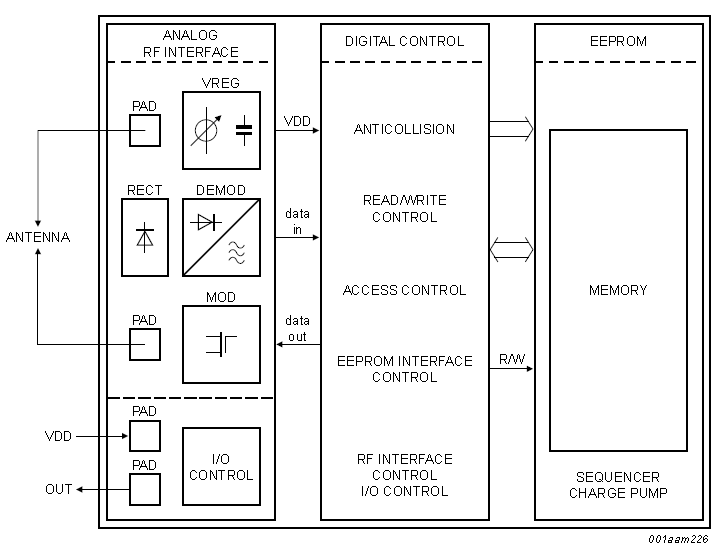 ANALOG
RF INTERFACE
VREG
PAD
RECT
DEMOD
ANTENNA
MOD
PAD
PAD
VDD
PAD
OUT
I/O
CONTROL
VDD
data
in
data
out
DIGITAL CONTROL
ANTICOLLISION
READ/WRITE
CONTROL
ACCESS CONTROL
EEPROM INTERFACE
CONTROL
RF INTERFACE
CONTROL
I/O CONTROL
R/W
EEPROM
MEMORY
SEQUENCER
CHARGE PUMP
001aam226